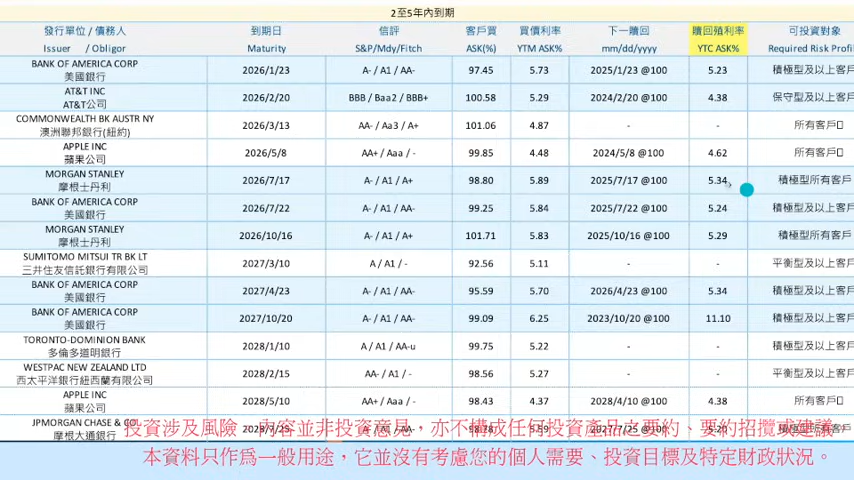 2至5年內到期
發行單位 / 債務人 到期日 信評 客戶買 買價利率 下一贖回 贖回殖利率 可投資對象
Issuer / Obligor Maturity S&P/Mdy/Fitch ASK(%) YTM ASK% mm/dd/yyyy YTC ASK% Required Risk Profi
BANK OF AMERICA CORP
美國銀行 2026/1/23 A- / A1 / AA- 97.45 5.73 2025/1/23 @100 5.23 積極型及以上客戶
AT&T INC
AT&T公司 2026/2/20 BBB / Baa2 / BBB+ 100.58 5.29 2024/2/20 @100 4.38 保守型及以上客戶
COMMONWEALTH BK AUSTR NY
澳洲聯邦銀行(紐約) 2026/3/13 AA- / Aa3 / A+ 101.06 4.87 - - 所有客戶
APPLE INC
蘋果公司 2026/5/8 AA+ / Aaa / - 99.85 4.48 2024/5/8 @100 4.62 所有客戶
MORGAN STANLEY
摩根士丹利 2026/7/17 A- / A1 / A+ 98.80 5.89 2025/7/17 @100 5.34 積極型所有客戶
BANK OF AMERICA CORP
美國銀行 2026/7/22 A- / A1 / AA- 99.25 5.84 2025/7/22 @100 5.24 積極型及以上客戶
MORGAN STANLEY
摩根士丹利 2026/10/16 A- / A1 / A+ 101.71 5.83 2025/10/16 @100 5.29 積極型所有客戶
SUMITOMO MITSUI TR BK LT
三井住友信託銀行有限公司 2027/3/10 A / A1 / - 92.56 5.11 - - 平衡型及以上客戶
BANK OF AMERICA CORP
美國銀行 2027/4/23 A- / A1 / AA- 95.59 5.70 2026/4/23 @100 5.34 積極型及以上客戶
BANK OF AMERICA CORP
美國銀行 2027/10/20 A- / A1 / AA- 99.09 6.25 2023/10/20 @100 11.10 積極型及以上客戶
TORONTO-DOMINION BANK
多倫多道明銀行 2028/1/10 A / A1 / AA-u 99.75 5.22 - - 平衡型及以上客戶
WESTPAC NEW ZEALAND LTD
西太平洋銀行紐西蘭有限公司 2028/2/15 AA- / A1 / - 98.56 5.27 - - 平衡型及以上客戶
APPLE INC
蘋果公司 2028/5/10 AA+ / Aaa / - 98.43 4.37 2028/4/10 @100 4.38 所有客戶
JPMORGAN CHASE & CO
摩根大通銀行
投資涉及風險。內容並非投資意見，亦不構成任何投資產品之要約、要約招攬或建議
本資料只作為一般用途，它並沒有考慮您的個人需要、投資目標及特定財政狀況。